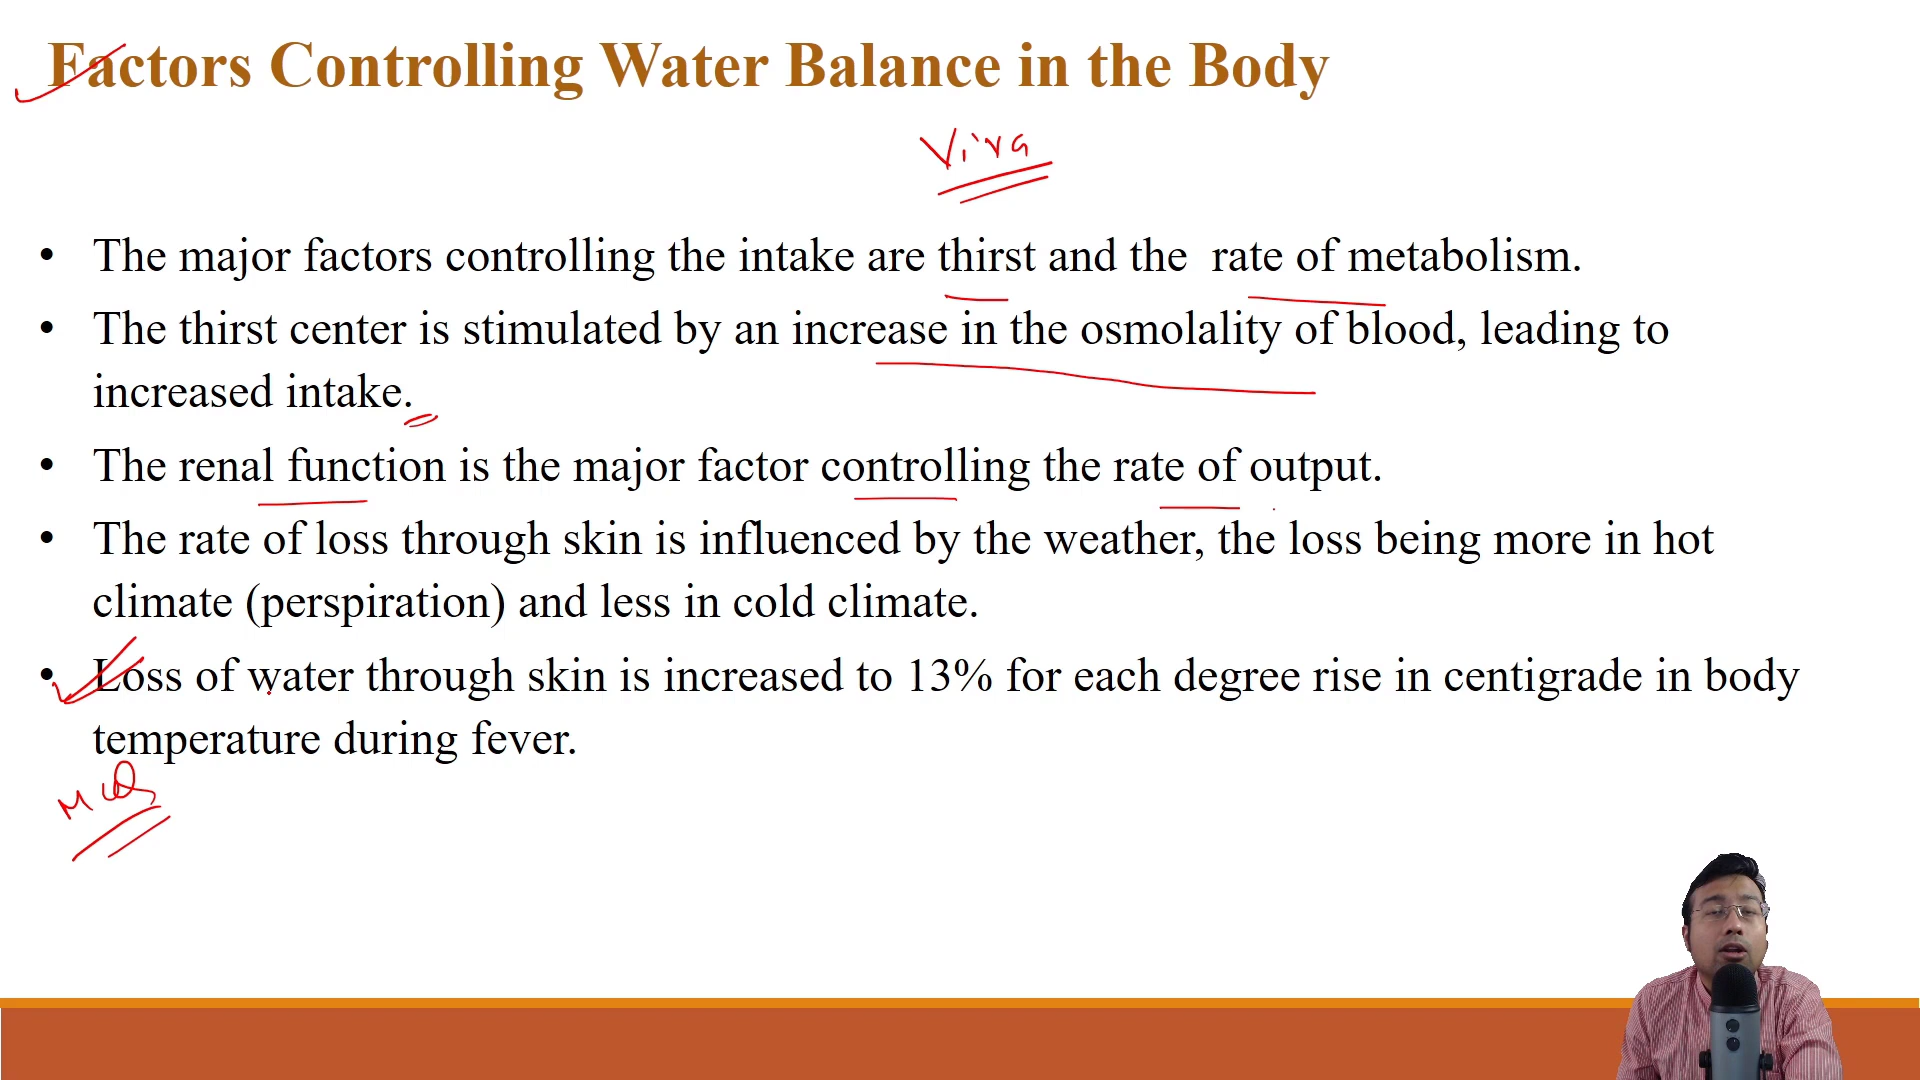 Factors Controlling Water Balance in the Body
Viva
• The major factors controlling the intake are thirst and the rate of metabolism.
• The thirst center is stimulated by an increase in the osmolality of blood, leading to
increased intake.
• The renal function is the major factor controlling the rate of output.
• The rate of loss through skin is influenced by the weather, the loss being more in hot
climate (perspiration) and less in cold climate.
• Loss of water through skin is increased to 13% for each degree rise in centigrade in body
temperature during fever.
MCQs